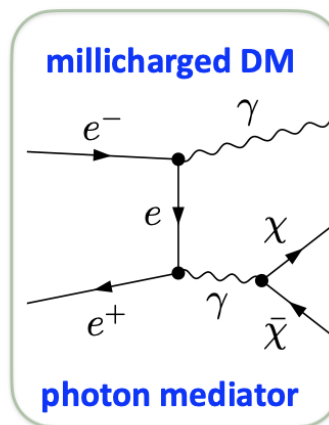 millicharged DM
e⁻
γ
e
χ
γ
e⁺
χ̄
photon mediator